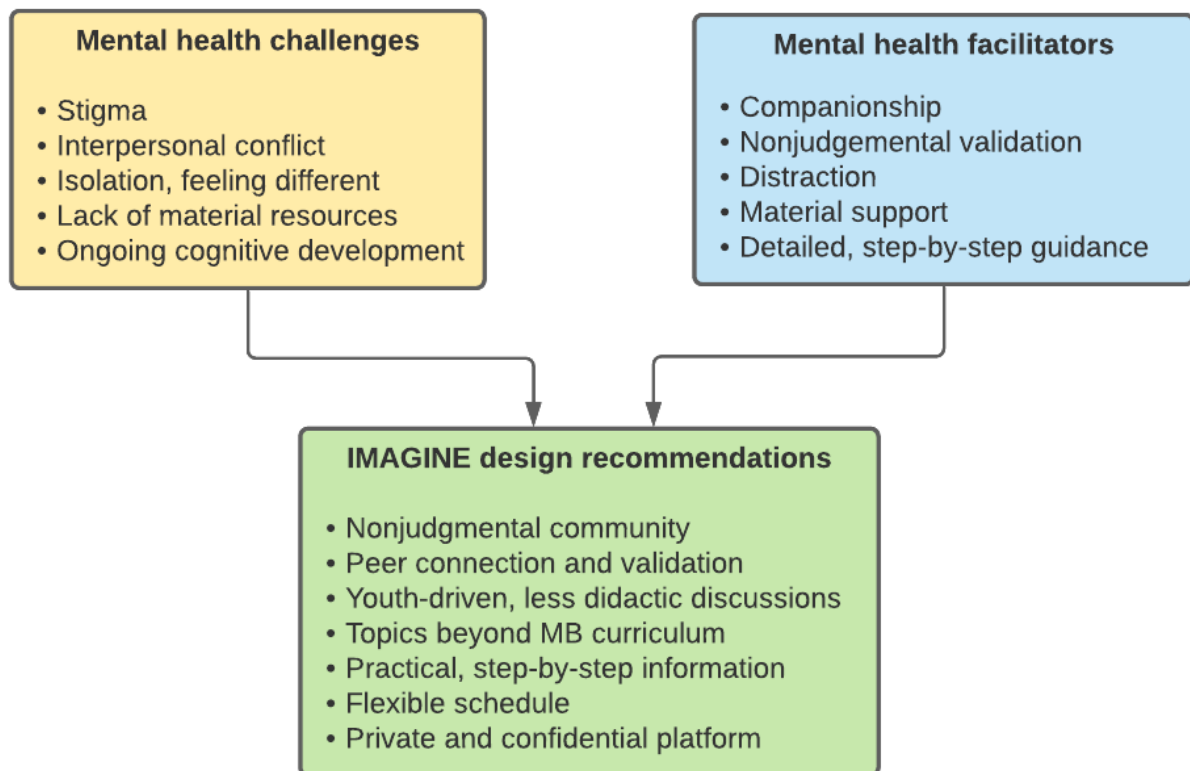 Mental health challenges
• Stigma
• Interpersonal conflict
• Isolation, feeling different
• Lack of material resources
• Ongoing cognitive development
Mental health facilitators
• Companionship
• Nonjudgemental validation
• Distraction
• Material support
• Detailed, step-by-step guidance
IMAGINE design recommendations
• Nonjudgmental community
• Peer connection and validation
• Youth-driven, less didactic discussions
• Topics beyond MB curriculum
• Practical, step-by-step information
• Flexible schedule
• Private and confidential platform